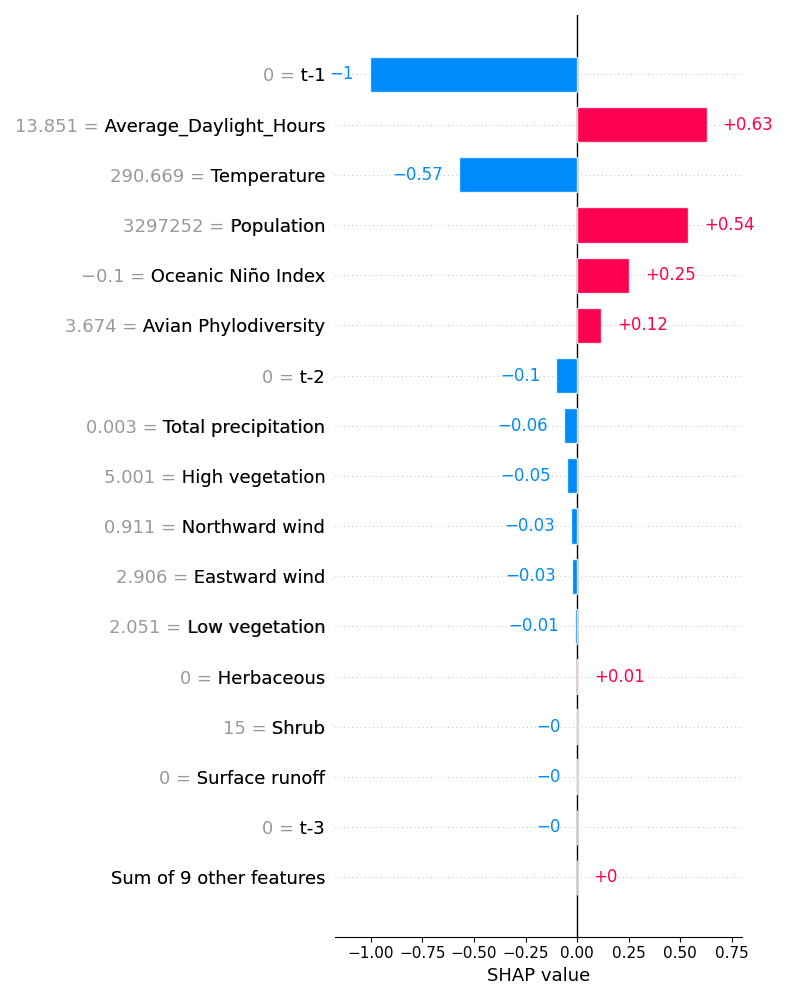 0 = t-1 −1
13.851 = Average_Daylight_Hours +0.63
290.669 = Temperature −0.57
3297252 = Population +0.54
−0.1 = Oceanic Niño Index +0.25
3.674 = Avian Phylodiversity +0.12
0 = t-2 −0.1
0.003 = Total precipitation −0.06
5.001 = High vegetation −0.05
0.911 = Northward wind −0.03
2.906 = Eastward wind −0.03
2.051 = Low vegetation −0.01
0 = Herbaceous +0.01
15 = Shrub −0
0 = Surface runoff −0
0 = t-3 −0
Sum of 9 other features +0
−1.00 −0.75 −0.50 −0.25 0.00 0.25 0.50 0.75
SHAP value